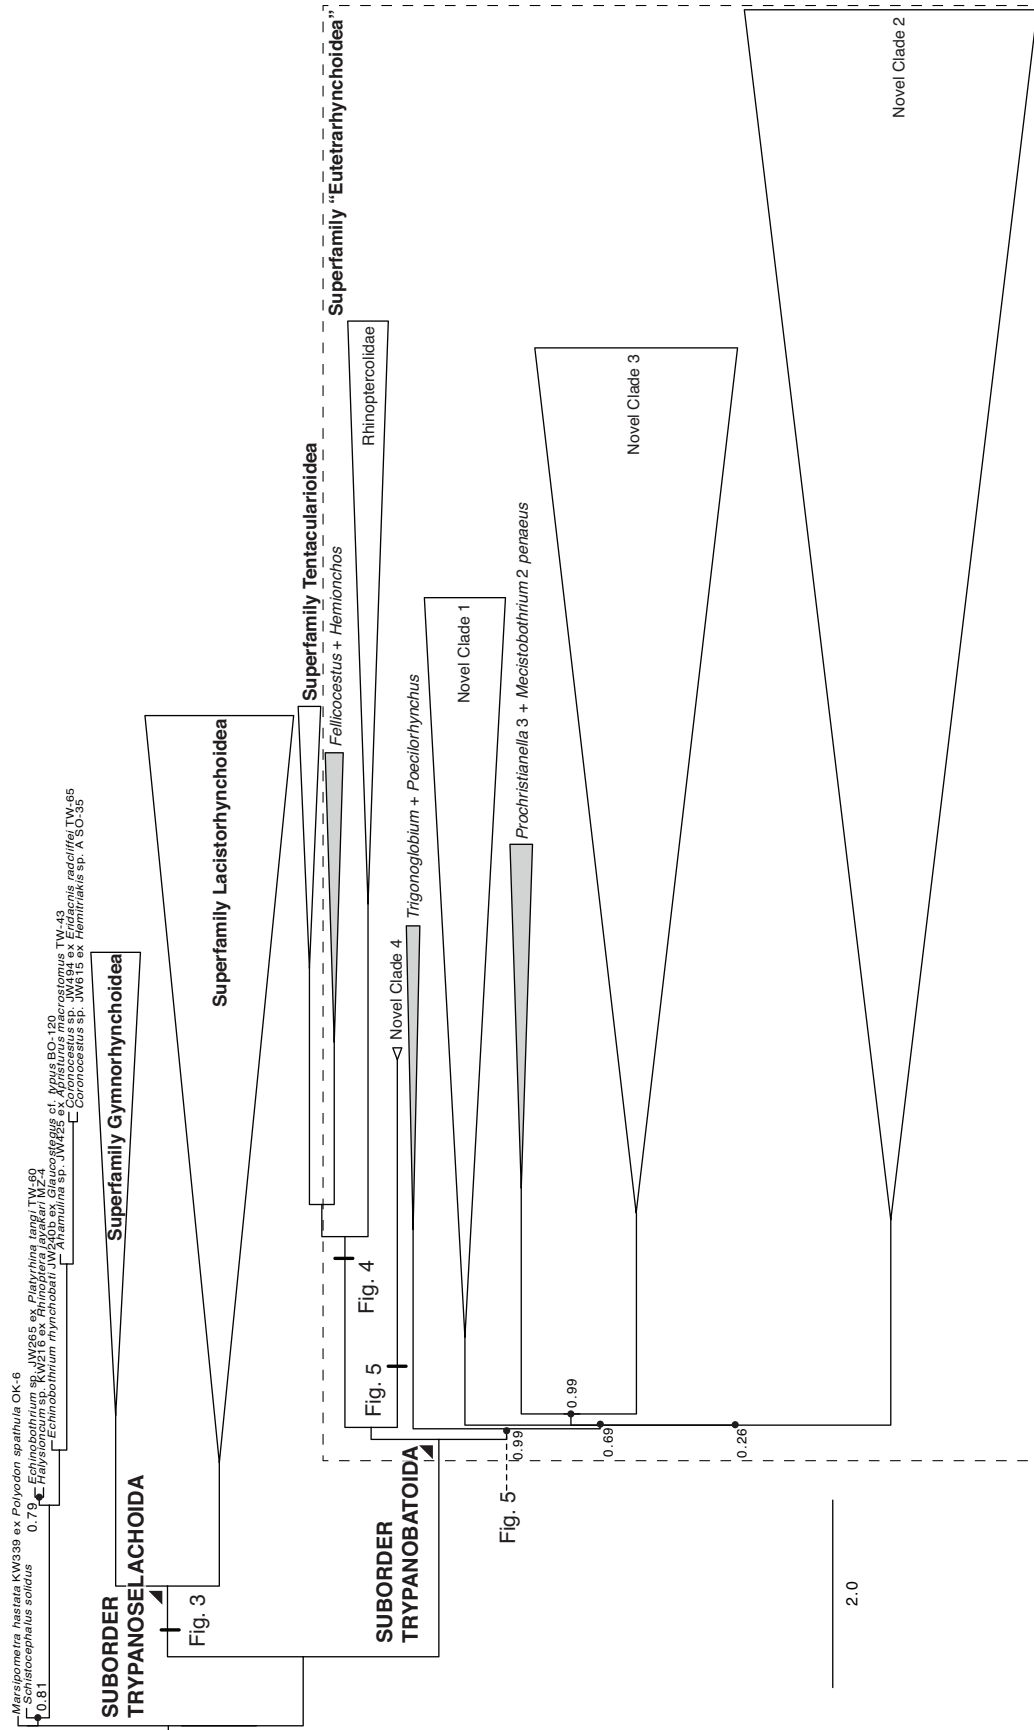 Marsipometra hastata KW339 ex Polyodon spathula OK-6
Schistocephalus solidus
0.81
0.79
Echinobothrium sp. JW265 ex Platyrhina tangi TW-60
Halysioncum sp. KW216 ex Rhinoptera jayakari MZ-4
Echinobothrium rhynchobati JW240b ex Glaucostegus cf. typus BO-120
Ahamulina sp. JW425 ex Apristurus macrostomus TW-43
Coronocestus sp. JW494 ex Eridacnis radcliffei TW-65
Coronocestus sp. JW615 ex Hemitriakis sp. A SO-35
SUBORDER
TRYPANOSELACHOIDA
Fig. 3
Superfamily Gymnorhynchoidea
Superfamily Lacistorhynchoidea
Superfamily Tentacularioidea
Superfamily “Eutetrarhynchoidea”
Fellicocestus + Hemionchos
Rhinoptercolidae
Fig. 4
Novel Clade 4
Fig. 5
SUBORDER
TRYPANOBATOIDA
Trigonoglobium + Poecilorhynchus
Novel Clade 1
Fig. 5
0.99
Prochristianella 3 + Mecistobothrium 2 penaeus
0.99
0.69
Novel Clade 3
0.26
Novel Clade 2
2.0